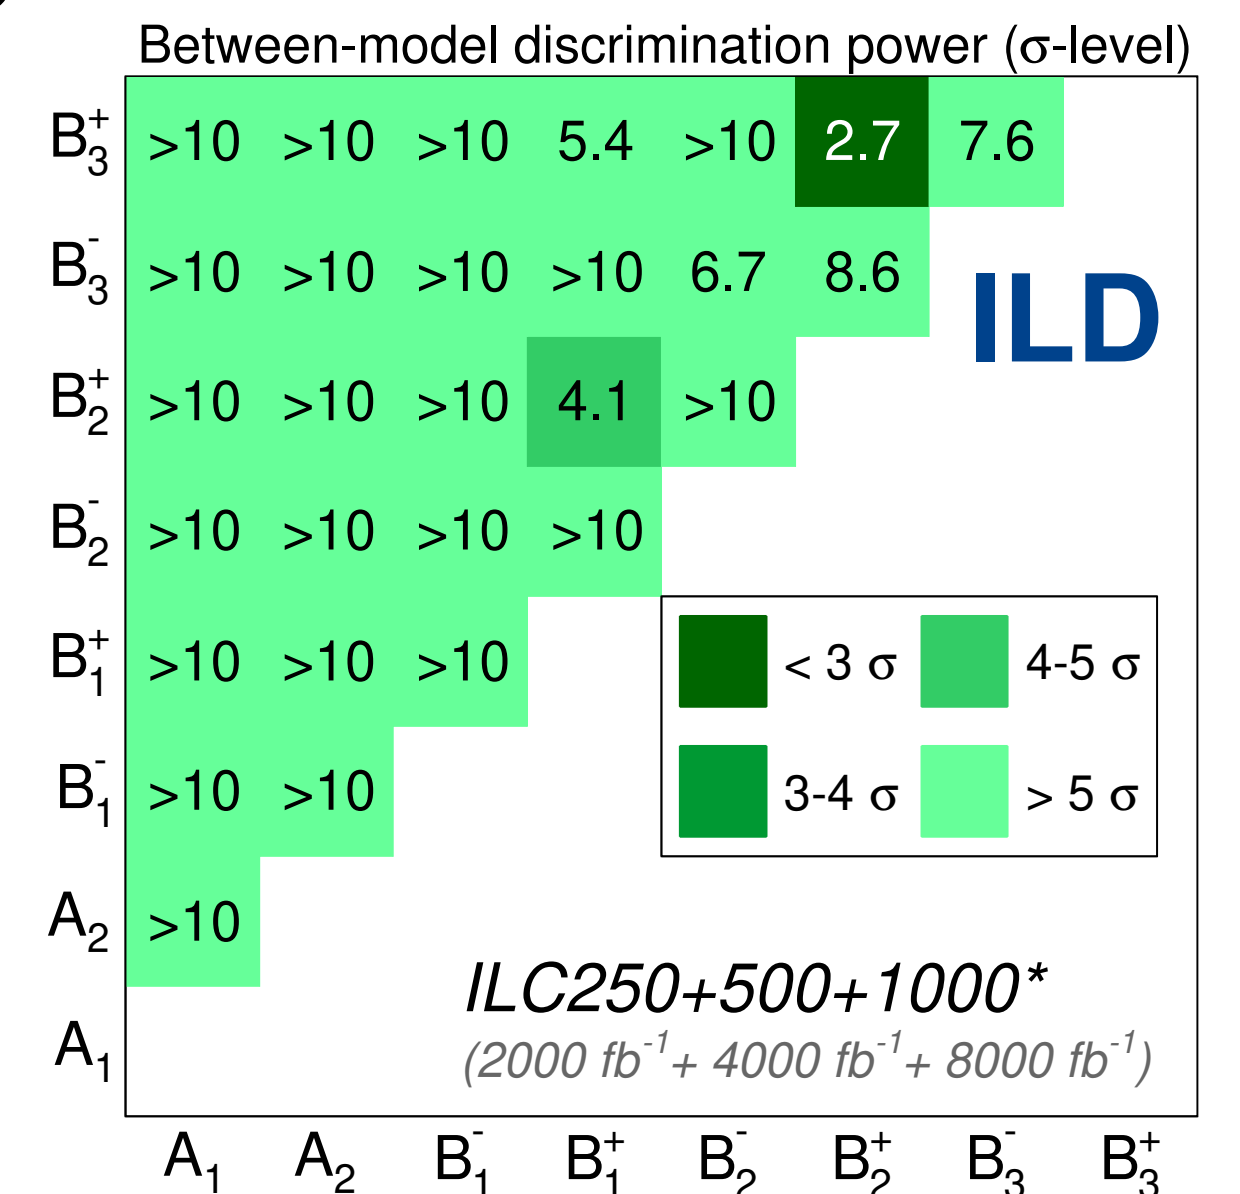 Between-model discrimination power (σ-level)
B₃⁺ >10 >10 >10 5.4 >10 2.7 7.6
B₃⁻ >10 >10 >10 >10 6.7 8.6
ILD
B₂⁺ >10 >10 >10 4.1 >10
B₂⁻ >10 >10 >10 >10
B₁⁺ >10 >10 >10
< 3 σ 4-5 σ
B₁⁻ >10 >10
3-4 σ > 5 σ
A₂ >10
ILC250+500+1000*
A₁
(2000 fb⁻¹+ 4000 fb⁻¹+ 8000 fb⁻¹)
A₁ A₂ B₁⁻ B₁⁺ B₂⁻ B₂⁺ B₃⁻ B₃⁺